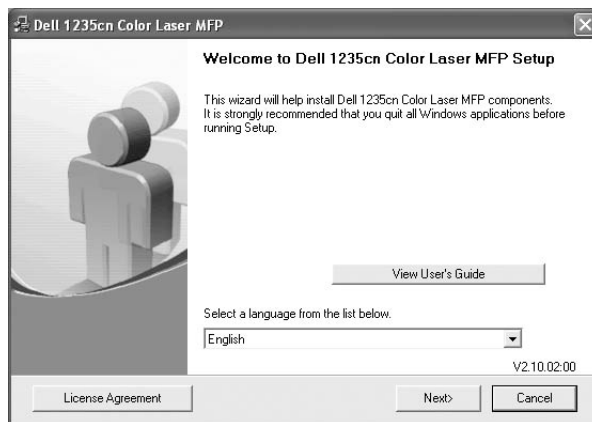 Dell 1235cn Color Laser MFP
Welcome to Dell 1235cn Color Laser MFP Setup
This wizard will help install Dell 1235cn Color Laser MFP components.
It is strongly recommended that you quit all Windows applications before
running Setup.
View User's Guide
Select a language from the list below.
English
V2.10.02:00
License Agreement
Next>
Cancel